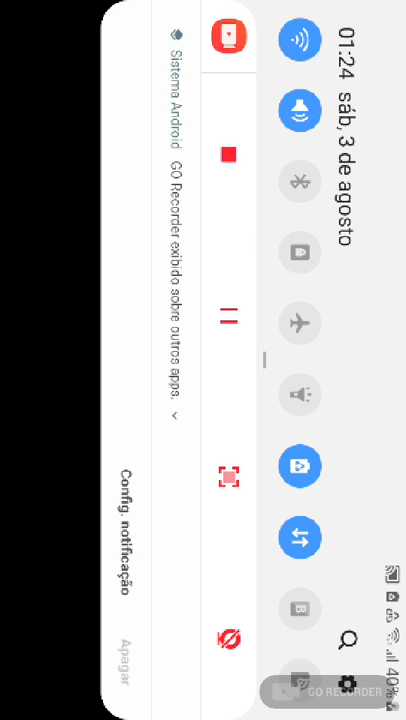 40%
01:24 sáb, 3 de agosto
GO RECORDER
Sistema Android GO Recorder exibido sobre outros apps.
Config. notificação Apagar